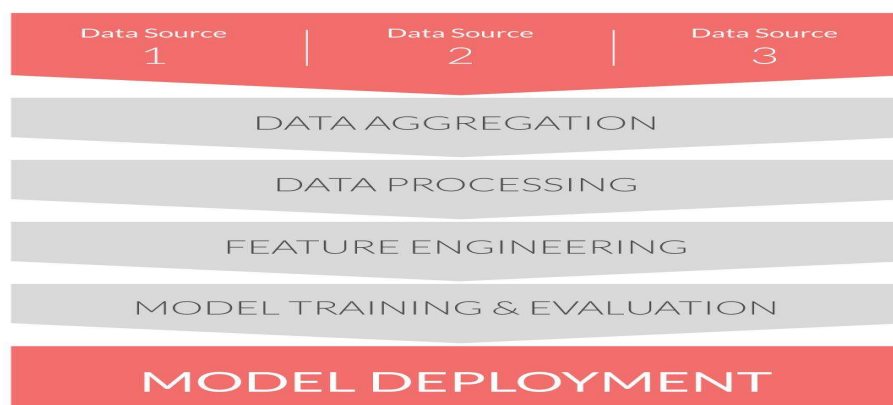 Data Source Data Source Data Source
1 2 3
DATA AGGREGATION
DATA PROCESSING
FEATURE ENGINEERING
MODEL TRAINING & EVALUATION
MODEL DEPLOYMENT